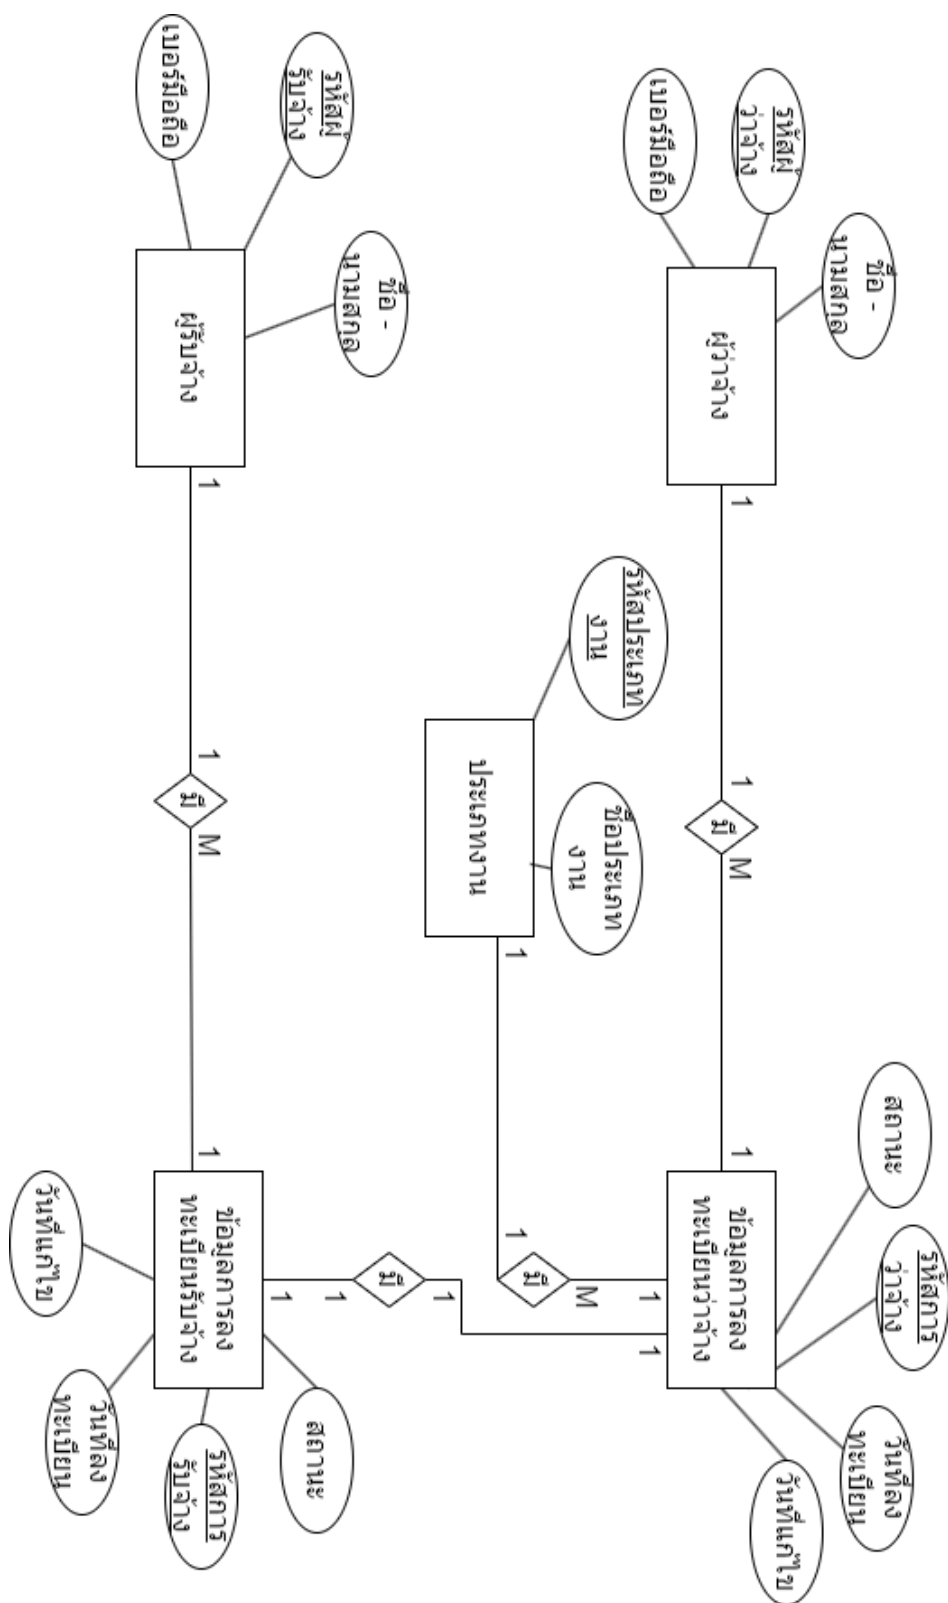 ชื่อ -
นามสกุล
รหัสผู้
ว่าจ้าง
เบอร์มือถือ
ผู้ว่าจ้าง
1
1
มี
M
1
สถานะ
รหัสการ
ว่าจ้าง
วันที่ลง
ทะเบียน
วันที่แก้ไข
ข้อมูลการลง
ทะเบียนว่าจ้าง
รหัสประเภท
งาน
ชื่อประเภท
งาน
ประเภทงาน
1
1
มี
M
1
1
1
มี
1
1
ชื่อ -
นามสกุล
รหัสผู้
รับจ้าง
เบอร์มือถือ
ผู้รับจ้าง
1
1
มี
M
1
ข้อมูลการลง
ทะเบียนรับจ้าง
สถานะ
รหัสการ
รับจ้าง
วันที่ลง
ทะเบียน
วันที่แก้ไข